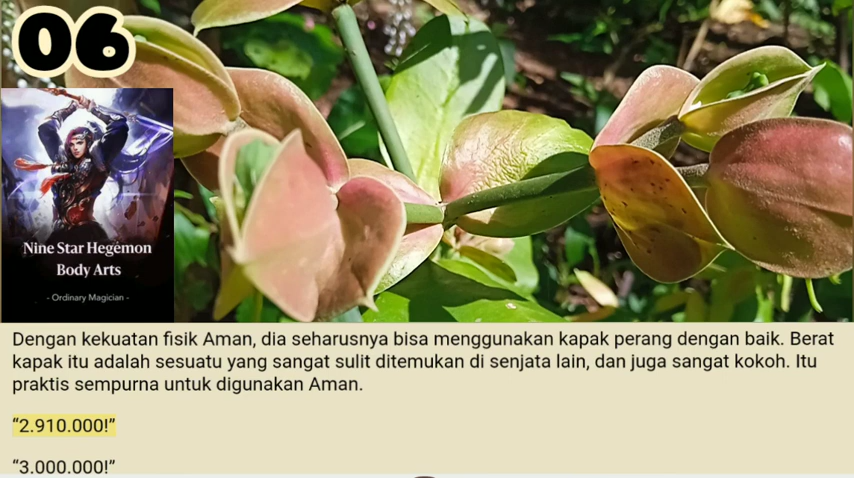 06
Nine Star Hegemon
Body Arts
- Ordinary Magician -
Dengan kekuatan fisik Aman, dia seharusnya bisa menggunakan kapak perang dengan baik. Berat
kapak itu adalah sesuatu yang sangat sulit ditemukan di senjata lain, dan juga sangat kokoh. Itu
praktis sempurna untuk digunakan Aman.
“2.910.000!”
“3.000.000!”